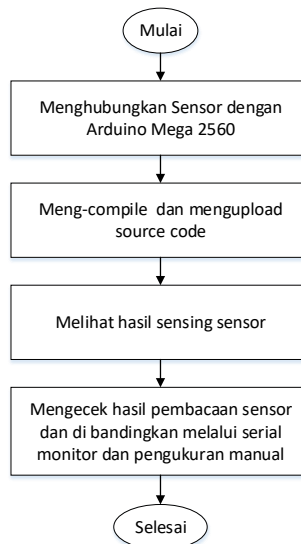 Mulai
Menghubungkan Sensor dengan
Arduino Mega 2560
Meng-compile dan mengupload
source code
Melihat hasil sensing sensor
Mengecek hasil pembacaan sensor
dan di bandingkan melalui serial
monitor dan pengukuran manual
Selesai